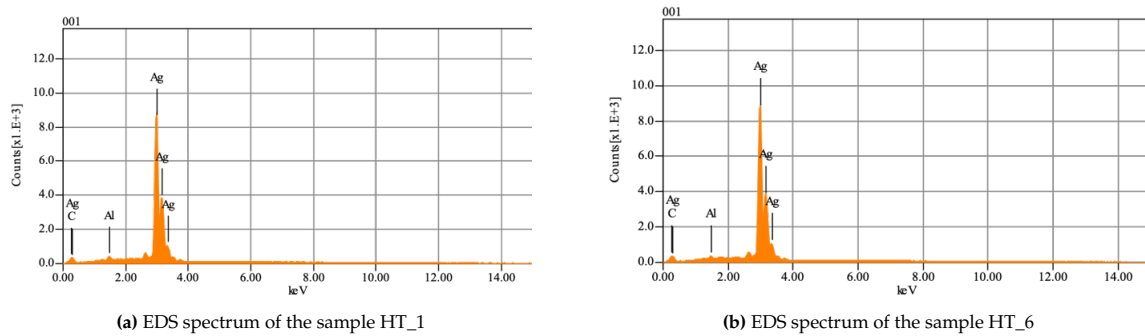 001
12.0
10.0
8.0
6.0
4.0
2.0
0.0
Counts[x1.E+3]
Ag
Ag
Ag
Ag
C
Al
0.00 2.00 4.00 6.00 8.00 10.00 12.00 14.00
keV
(a) EDS spectrum of the sample HT_1
001
12.0
10.0
8.0
6.0
4.0
2.0
0.0
Counts[x1.E+3]
Ag
Ag
Ag
Ag
C
Al
0.00 2.00 4.00 6.00 8.00 10.00 12.00 14.00
keV
(b) EDS spectrum of the sample HT_6